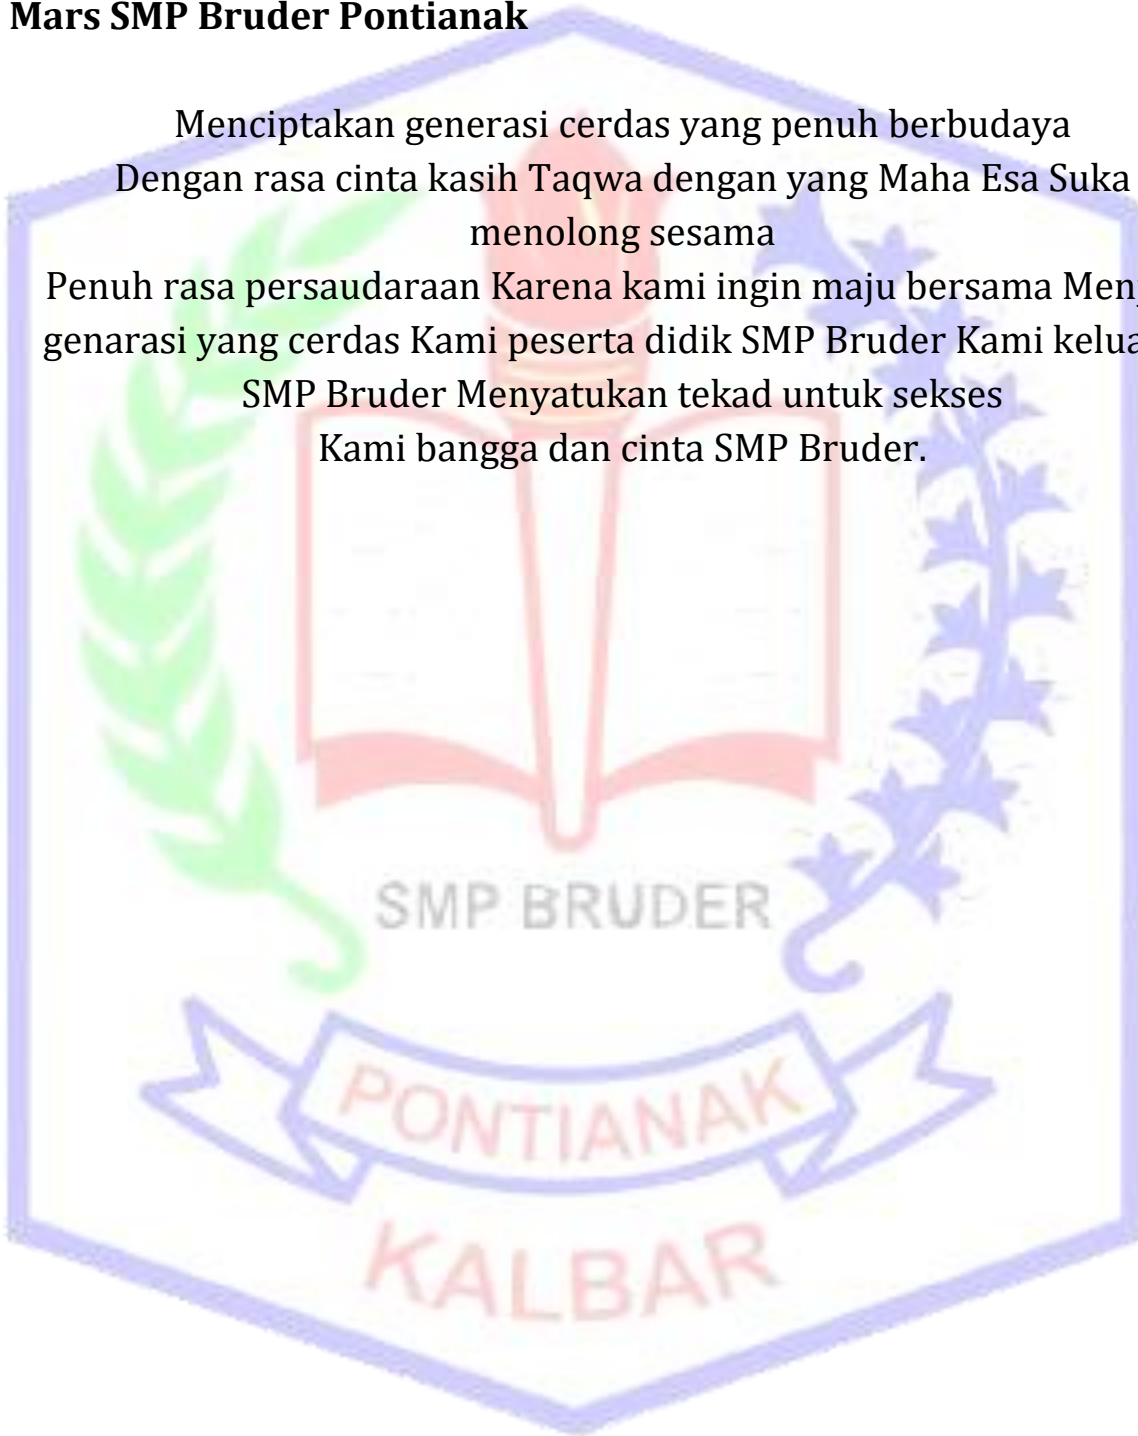 Mars SMP Bruder Pontianak
Menciptakan generasi cerdas yang penuh berbudaya
Dengan rasa cinta kasih Taqwa dengan yang Maha Esa Suka
menolong sesama
Penuh rasa persaudaraan Karena kami ingin maju bersama
genarasi yang cerdas Kami peserta didik SMP Bruder Kami
SMP Bruder Menyatukan tekad untuk sekses
Kami bangga dan cinta SMP Bruder.
SMP BRUDER
PONTIANAK
KALBAR